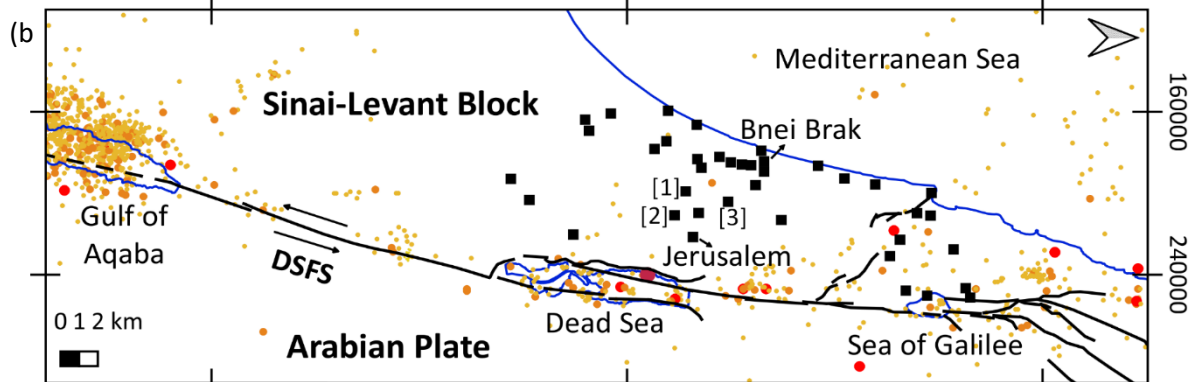 (b)
Mediterranean Sea
Sinai-Levant Block
160000
Bnei Brak
[1]
[2]
[3]
Gulf of
Aqaba
Jerusalem
DSFS
240000
0 1 2 km
Dead Sea
Arabian Plate
Sea of Galilee